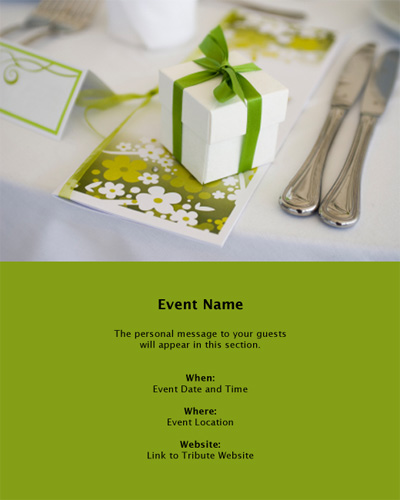 Event Name
The personal message to your guests
will appear in this section.
When:
Event Date and Time
Where:
Event Location
Website:
Link to Tribute Website